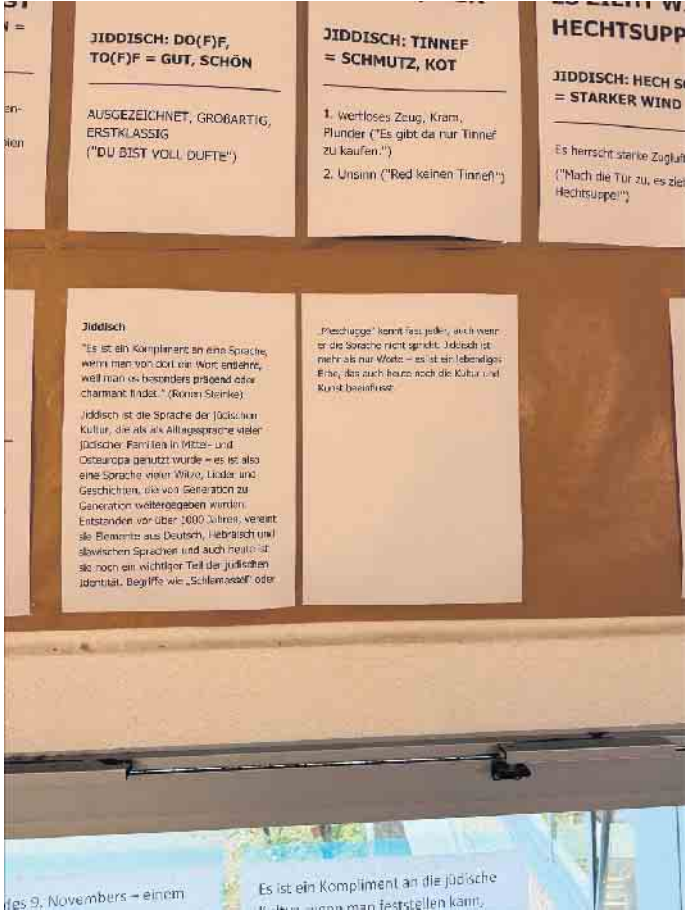 JIDDISCH: DO(F)F,
TO(F)F = GUT, SCHÖN
AUSGEZEICHNET, GROßARTIG,
ERSTKLASSIG
("DU BIST VOLL DUFTE")
JIDDISCH: TINNEF
= SCHMUTZ, KOT
1. Wertloses Zeug, Kram,
Plunder ("Es gibt da nur Tinnef
zu kaufen.")
2. Unsinn ("Red keinen Tinnef!")
HECHTSUPP
JIDDISCH: HECH
= STARKER WIND
Es herrscht starke Zugluft
("Mach die Tür zu, es zieh
Hechtsuppe!")
Jiddisch
"Es ist ein Kompliment an eine Sprache,
wenn man von dort ein Wort entlehnt,
weil man es besonders prägend oder
charmant findet." (Ronen Steinke)
Jiddisch ist die Sprache der jüdischen
Kultur, die als als Alltagssprache vieler
jüdischer Familien in Mittel- und
Osteuropa genutzt wurde – es ist also
eine Sprache vieler Witze, Lieder und
Geschichten, die von Generation zu
Generation weitergegeben wurden.
Entstanden vor über 1000 Jahren, vereint
sie Elemente aus Deutsch, Hebräisch und
slawischen Sprachen und auch heute ist
sie noch ein wichtiger Teil der jüdischen
Identität. Begriffe wie „Schlamassel" oder
„Meschugge" kennt fast jeder, auch wenn
er die Sprache nicht spricht. Jiddisch ist
mehr als nur Worte – es ist ein lebendiges
Erbe, das auch heute noch die Kultur und
Kunst beeinflusst.
des 9. Novembers – einem
Es ist ein Kompliment an die jüdische
wenn man feststellen kann,